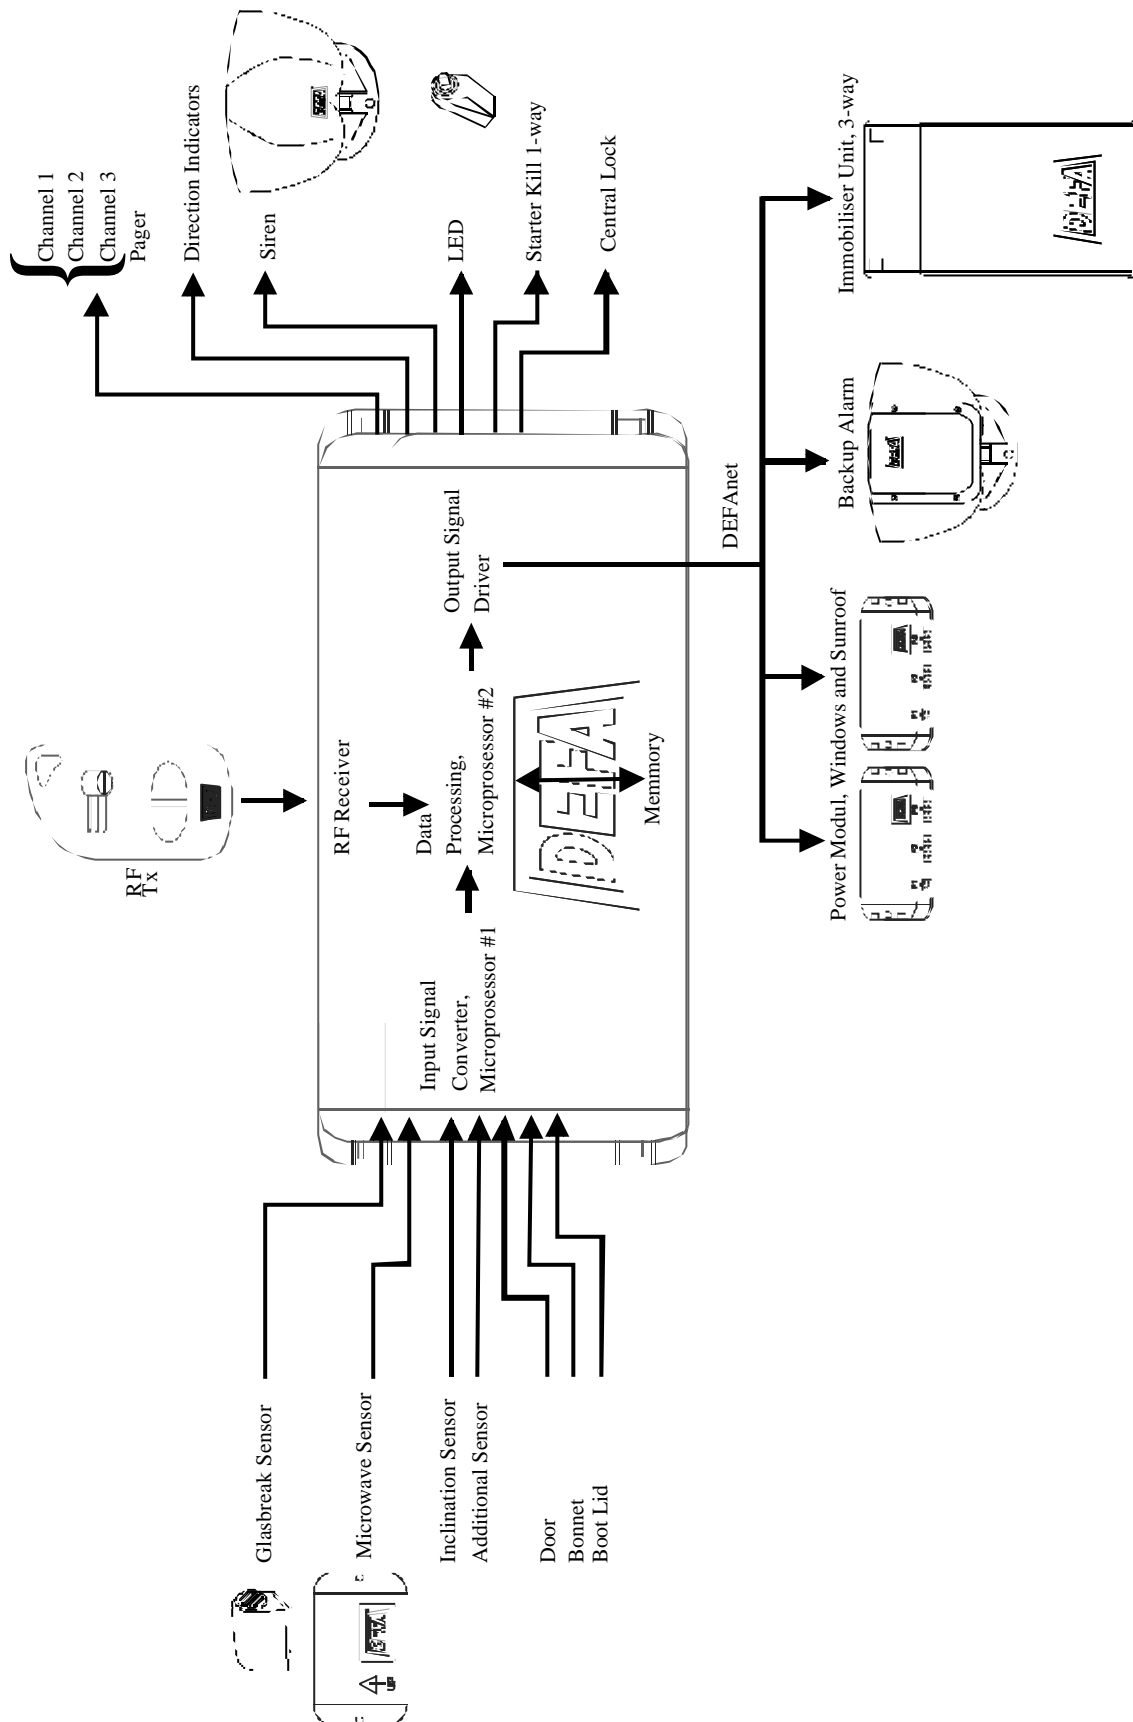 Channel 1
Channel 2
Channel 3
Pager
Direction Indicators
Siren
LED
Starter Kill 1-way
Central Lock
RF
Tx
RF Receiver
Data
Processing,
Microprosessor #2
Output Signal
Driver
Input Signal
Converter,
Microprosessor #1
DEFA
Memmory
Glasbreak Sensor
Microwave Sensor
Inclination Sensor
Additional Sensor
Door
Bonnet
Boot Lid
DEFAnet
Power Modul, Windows and Sunroof
Backup Alarm
Immobiliser Unit, 3-way
DEFA